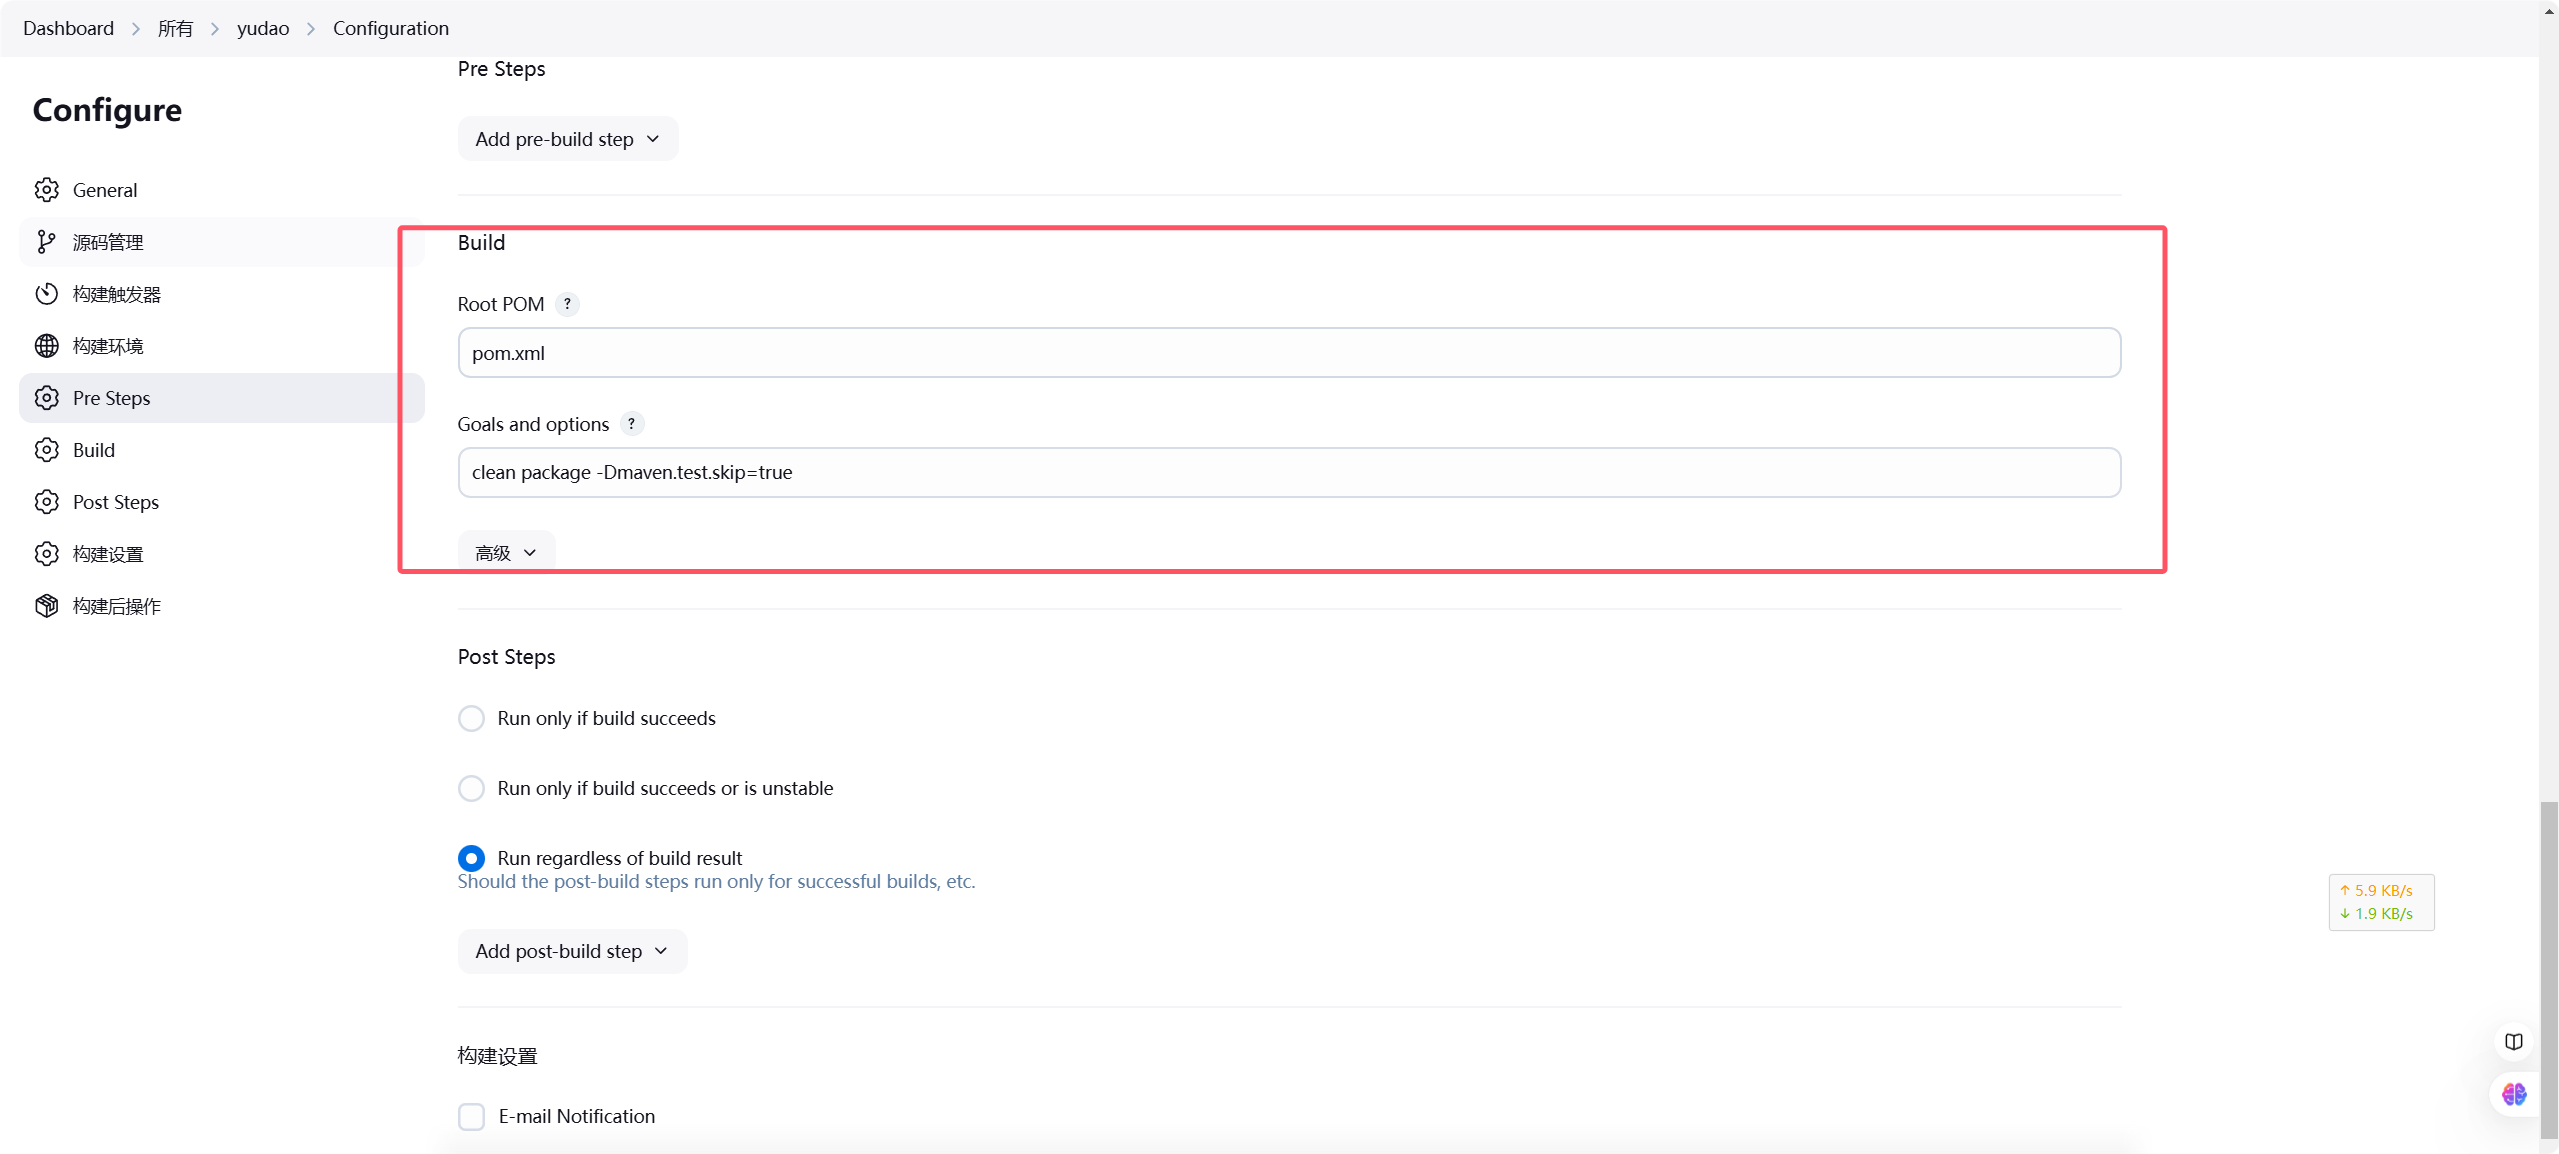 Dashboard > 所有 > yudao > Configuration
Configure
General
源码管理
构建触发器
构建环境
Pre Steps
Build
Post Steps
构建设置
构建后操作
Pre Steps
Add pre-build step
Build
Root POM ?
pom.xml
Goals and options ?
clean package -Dmaven.test.skip=true
高级
Post Steps
Run only if build succeeds
Run only if build succeeds or is unstable
Run regardless of build result
Should the post-build steps run only for successful builds, etc.
Add post-build step
构建设置
E-mail Notification
↑ 5.9 KB/s
↓ 1.9 KB/s